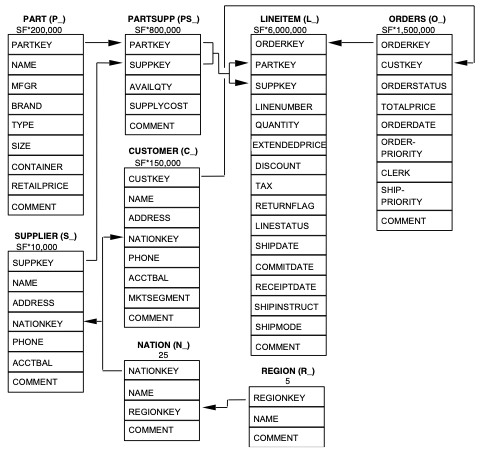 PART (P_)
SF*200,000
PARTKEY
NAME
MFGR
BRAND
TYPE
SIZE
CONTAINER
RETAILPRICE
COMMENT
SUPPLIER (S_)
SF*10,000
SUPPKEY
NAME
ADDRESS
NATIONKEY
PHONE
ACCTBAL
COMMENT
PARTSUPP (PS_)
SF*800,000
PARTKEY
SUPPKEY
AVAILQTY
SUPPLYCOST
COMMENT
CUSTOMER (C_)
SF*150,000
CUSTKEY
NAME
ADDRESS
NATIONKEY
PHONE
ACCTBAL
MKTSEGMENT
COMMENT
NATION (N_)
25
NATIONKEY
NAME
REGIONKEY
COMMENT
LINEITEM (L_)
SF*6,000,000
ORDERKEY
PARTKEY
SUPPKEY
LINENUMBER
QUANTITY
EXTENDEDPRICE
DISCOUNT
TAX
RETURNFLAG
LINESTATUS
SHIPDATE
COMMITDATE
RECEIPTDATE
SHIPINSTRUCT
SHIPMODE
COMMENT
REGION (R_)
5
REGIONKEY
NAME
COMMENT
ORDERS (O_)
SF*1,500,000
ORDERKEY
CUSTKEY
ORDERSTATUS
TOTALPRICE
ORDERDATE
ORDER-
PRIORITY
CLERK
SHIP-
PRIORITY
COMMENT